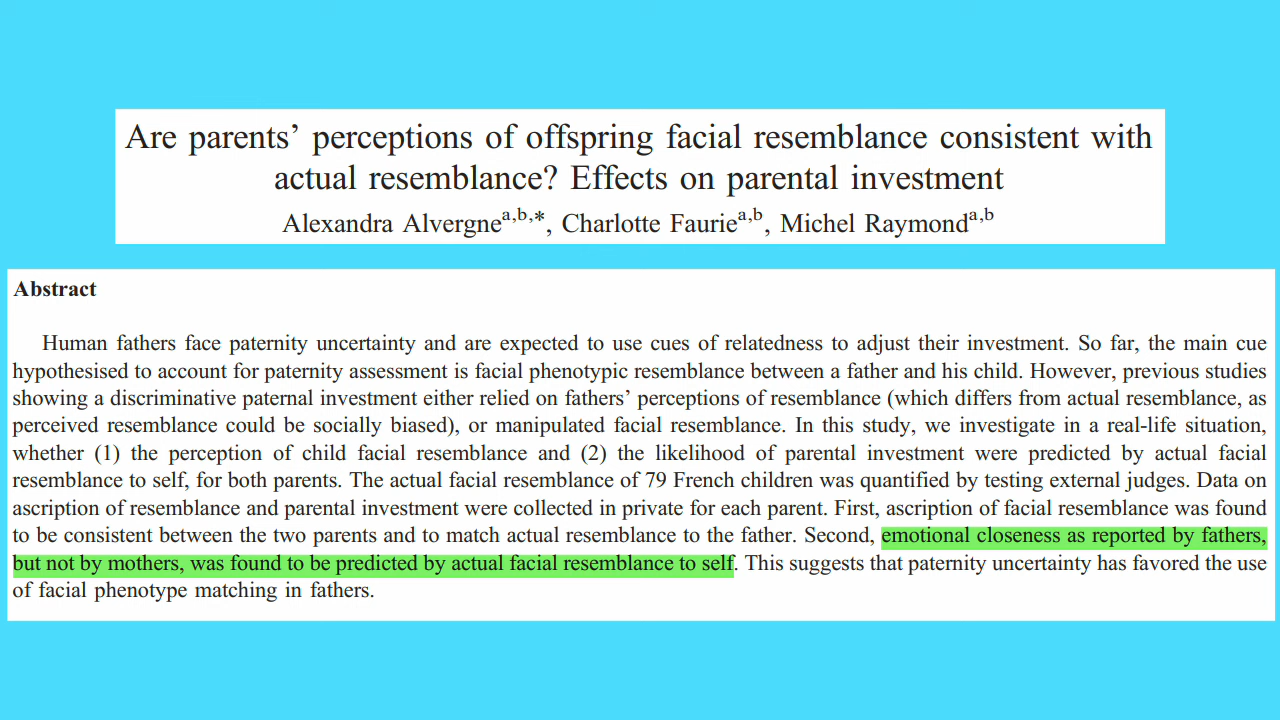 Are parents’ perceptions of offspring facial resemblance consistent with
actual resemblance? Effects on parental investment
Alexandra Alvergneᵃ,ᵇ,*, Charlotte Faurieᵃ,ᵇ, Michel Raymondᵃ,ᵇ
Abstract
Human fathers face paternity uncertainty and are expected to use cues of relatedness to adjust their investment. So far, the main cue
hypothesised to account for paternity assessment is facial phenotypic resemblance between a father and his child. However, previous studies
showing a discriminative paternal investment either relied on fathers’ perceptions of resemblance (which differs from actual resemblance, as
perceived resemblance could be socially biased), or manipulated facial resemblance. In this study, we investigate in a real-life situation,
whether (1) the perception of child facial resemblance and (2) the likelihood of parental investment were predicted by actual facial
resemblance to self, for both parents. The actual facial resemblance of 79 French children was quantified by testing external judges. Data on
ascription of resemblance and parental investment were collected in private for each parent. First, ascription of facial resemblance was found
to be consistent between the two parents and to match actual resemblance to the father. Second, emotional closeness as reported by fathers,
but not by mothers, was found to be predicted by actual facial resemblance to self. This suggests that paternity uncertainty has favored the use
of facial phenotype matching in fathers.